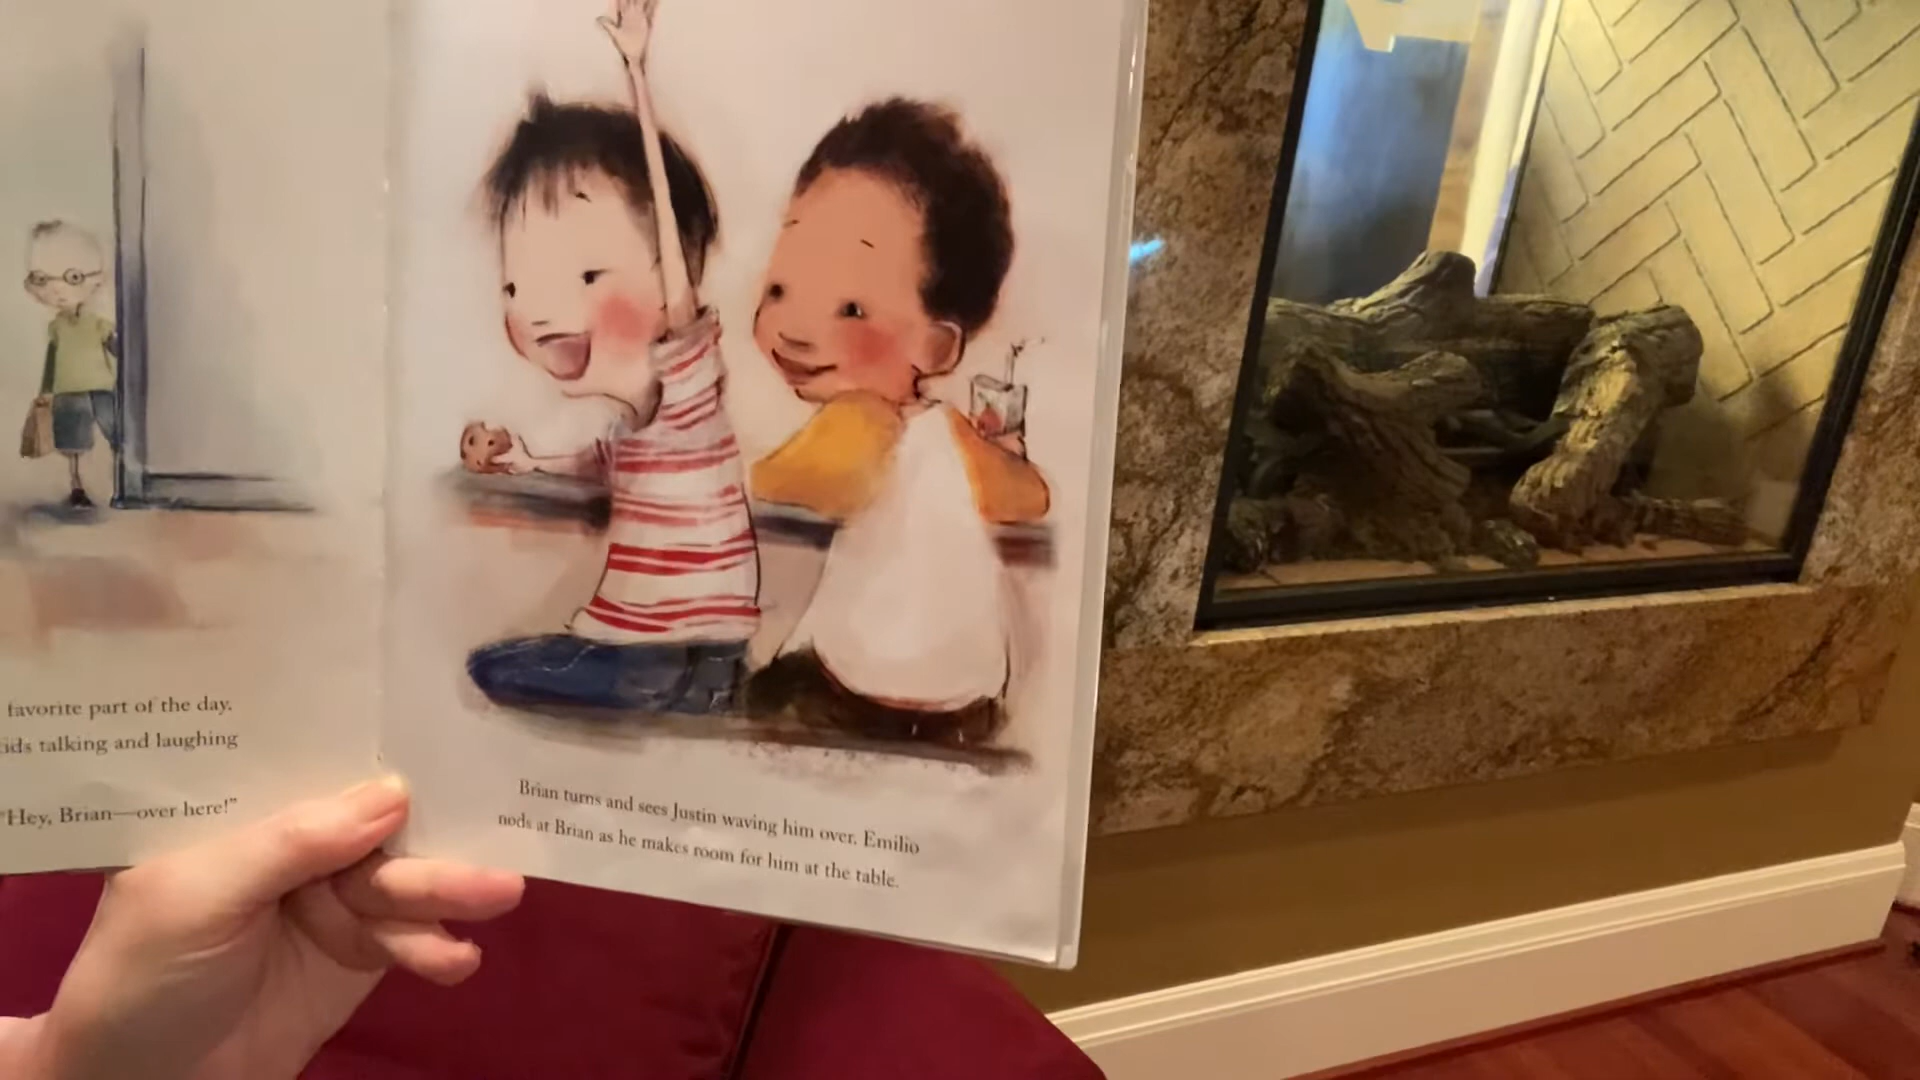 favorite part of the day.
ids talking and laughing
"Hey, Brian—over here!"
Brian turns and sees Justin waving him over. Emilio
nods at Brian as he makes room for him at the table.